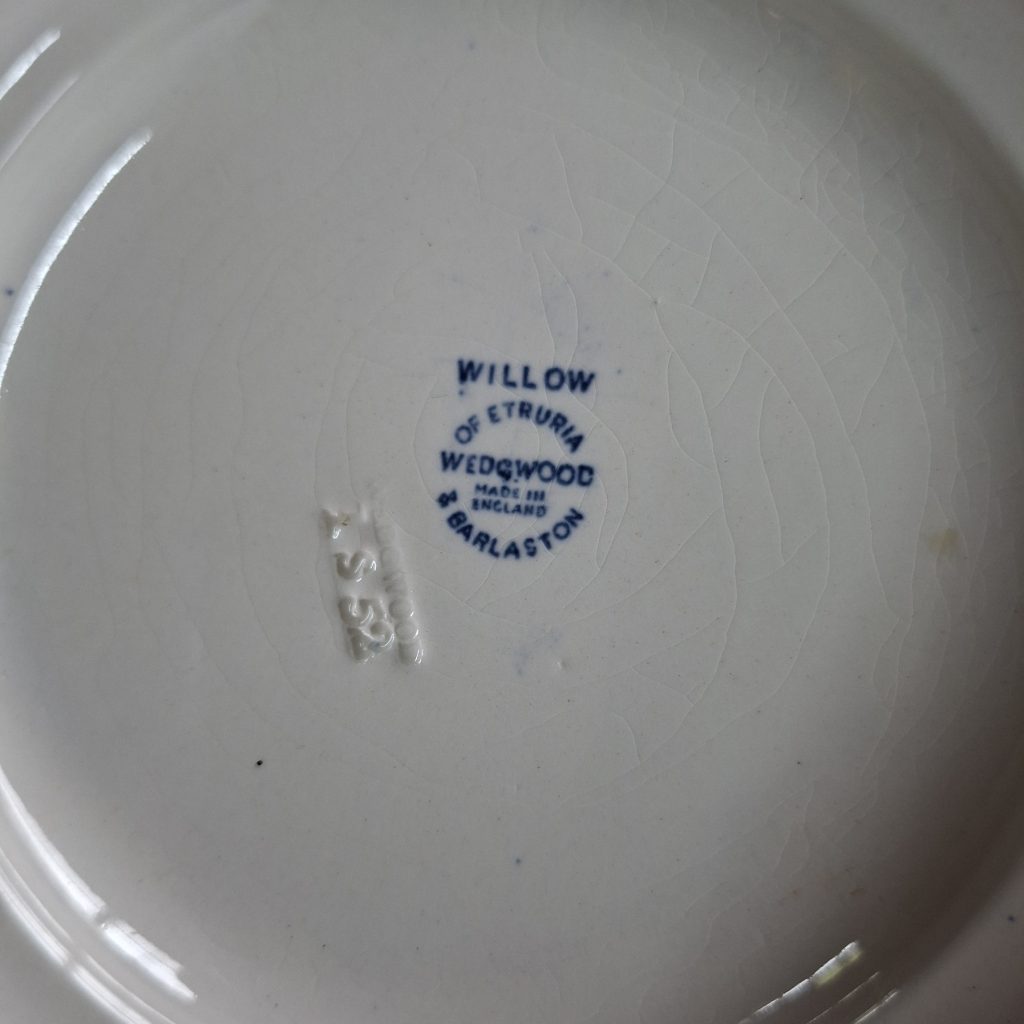 WILLOW
OF ETRURIA
WEDGWOOD
MADE IN
ENGLAND
& BARLASTON